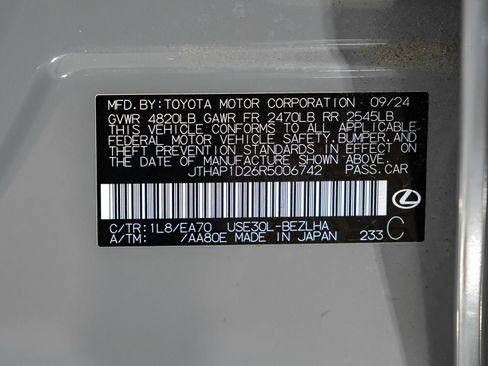 MFD.BY:TOYOTA MOTOR CORPORATION 09/24
GVWR 4820LB GAWR FR 2470LB RR 2545LB
THIS VEHICLE CONFORMS TO ALL APPLICABLE
FEDERAL MOTOR VEHICLE SAFETY, BUMPER, AND
THEFT PREVENTION STANDARDS IN EFFECT ON
THE DATE OF MANUFACTURE SHOWN ABOVE.
JTHAP1D26R5006742 PASS.CAR
C/TR:1L8/EA70 USE30L-BEZLHA
A/TM: /AA80E MADE IN JAPAN 233 C